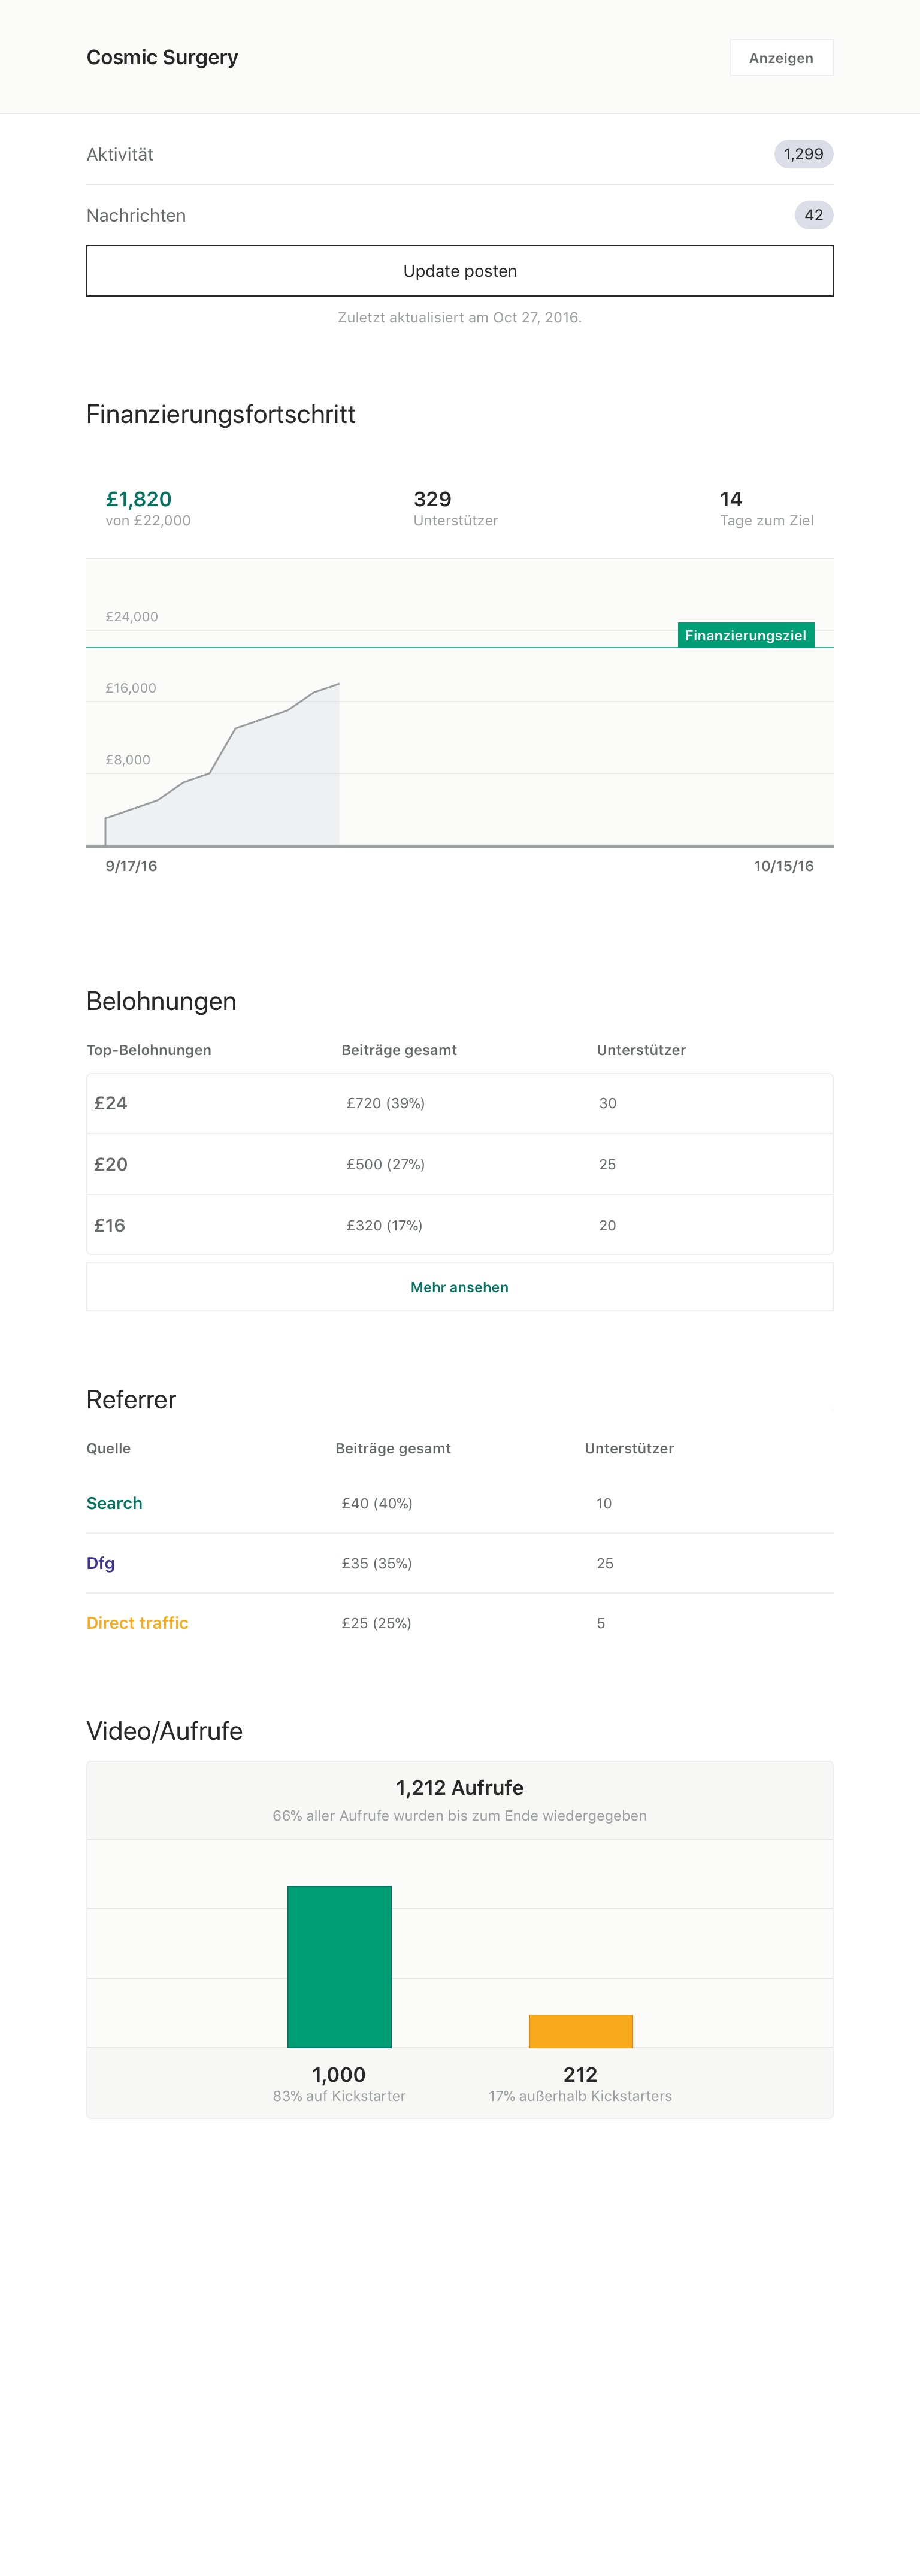 Cosmic Surgery
Anzeigen
Aktivität 1,299
Nachrichten 42
Update posten
Zuletzt aktualisiert am Oct 27, 2016.
Finanzierungsfortschritt
£1,820 329 14
von £22,000 Unterstützer Tage zum Ziel
£24,000
Finanzierungsziel
£16,000
£8,000
9/17/16 10/15/16
Belohnungen
Top-Belohnungen Beiträge gesamt Unterstützer
£24 £720 (39%) 30
£20 £500 (27%) 25
£16 £320 (17%) 20
Mehr ansehen
Referrer
Quelle Beiträge gesamt Unterstützer
Search £40 (40%) 10
Dfg £35 (35%) 25
Direct traffic £25 (25%) 5
Video/Aufrufe
1,212 Aufrufe
66% aller Aufrufe wurden bis zum Ende wiedergegeben
1,000 212
83% auf Kickstarter 17% außerhalb Kickstarters